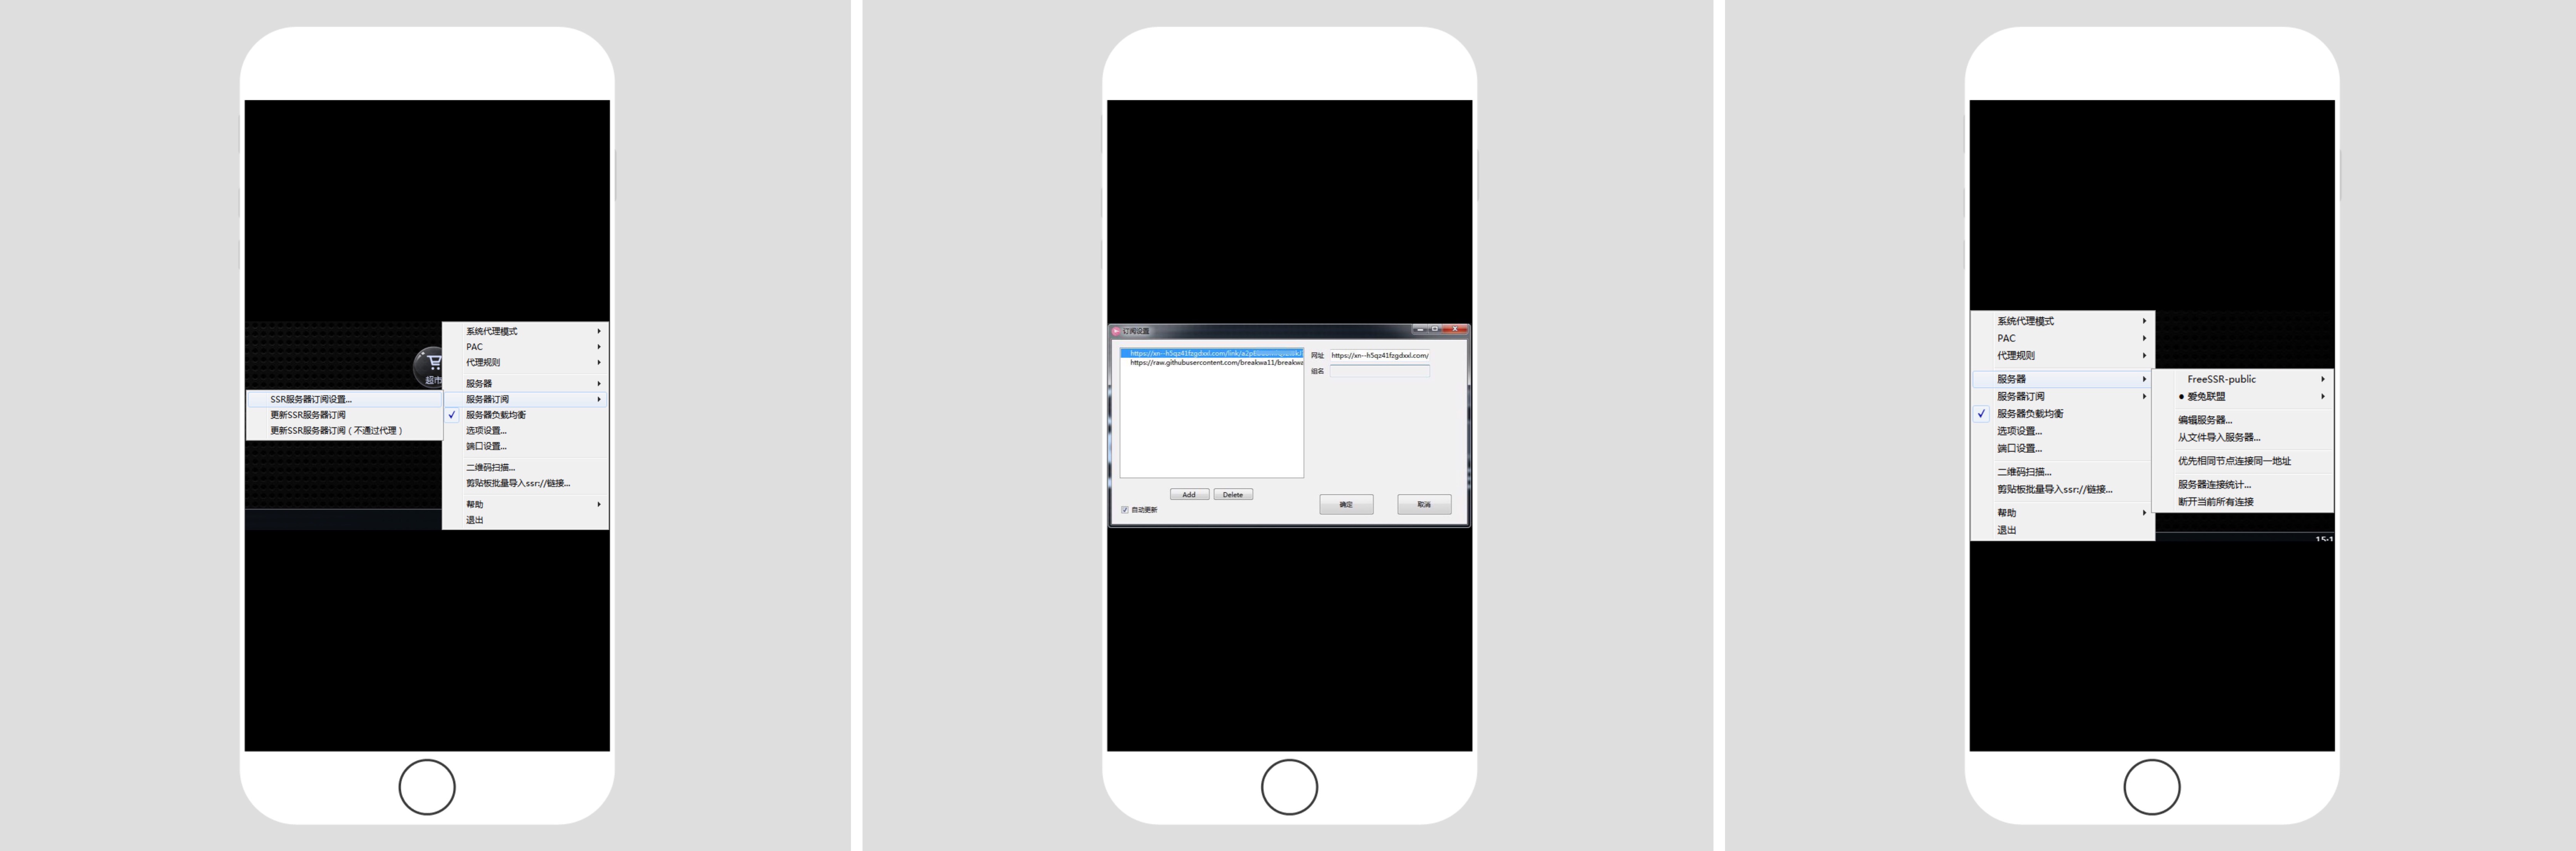 超市
系统代理模式
PAC
代理规则
服务器
服务器订阅
服务器负载均衡
选项设置...
端口设置...
二维码扫描...
剪贴板批量导入ssr://链接...
帮助
退出
SSR服务器订阅设置...
更新SSR服务器订阅
更新SSR服务器订阅（不通过代理）
订阅设置
https://xn--h5qz41fzgdxxl.com/link/a2p
https://raw.githubusercontent.com/breakwa11/breakwa
网址 https://xn--h5qz41fzgdxxl.com/
组名
Add Delete
自动更新
确定 取消
系统代理模式
PAC
代理规则
服务器
服务器订阅
服务器负载均衡
选项设置...
端口设置...
二维码扫描...
剪贴板批量导入ssr://链接...
帮助
退出
FreeSSR-public
爱兔联盟
编辑服务器...
从文件导入服务器...
优先相同节点连接同一地址
服务器连接统计...
断开当前所有连接
15:1